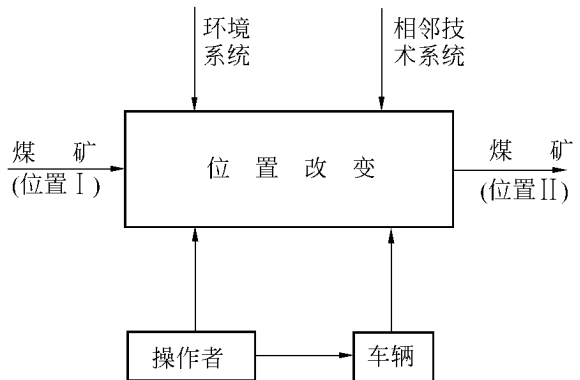 环境
系统
相邻技
术系统
煤 矿
(位置Ⅰ)
位 置 改 变
煤 矿
(位置Ⅱ)
操作者
车辆